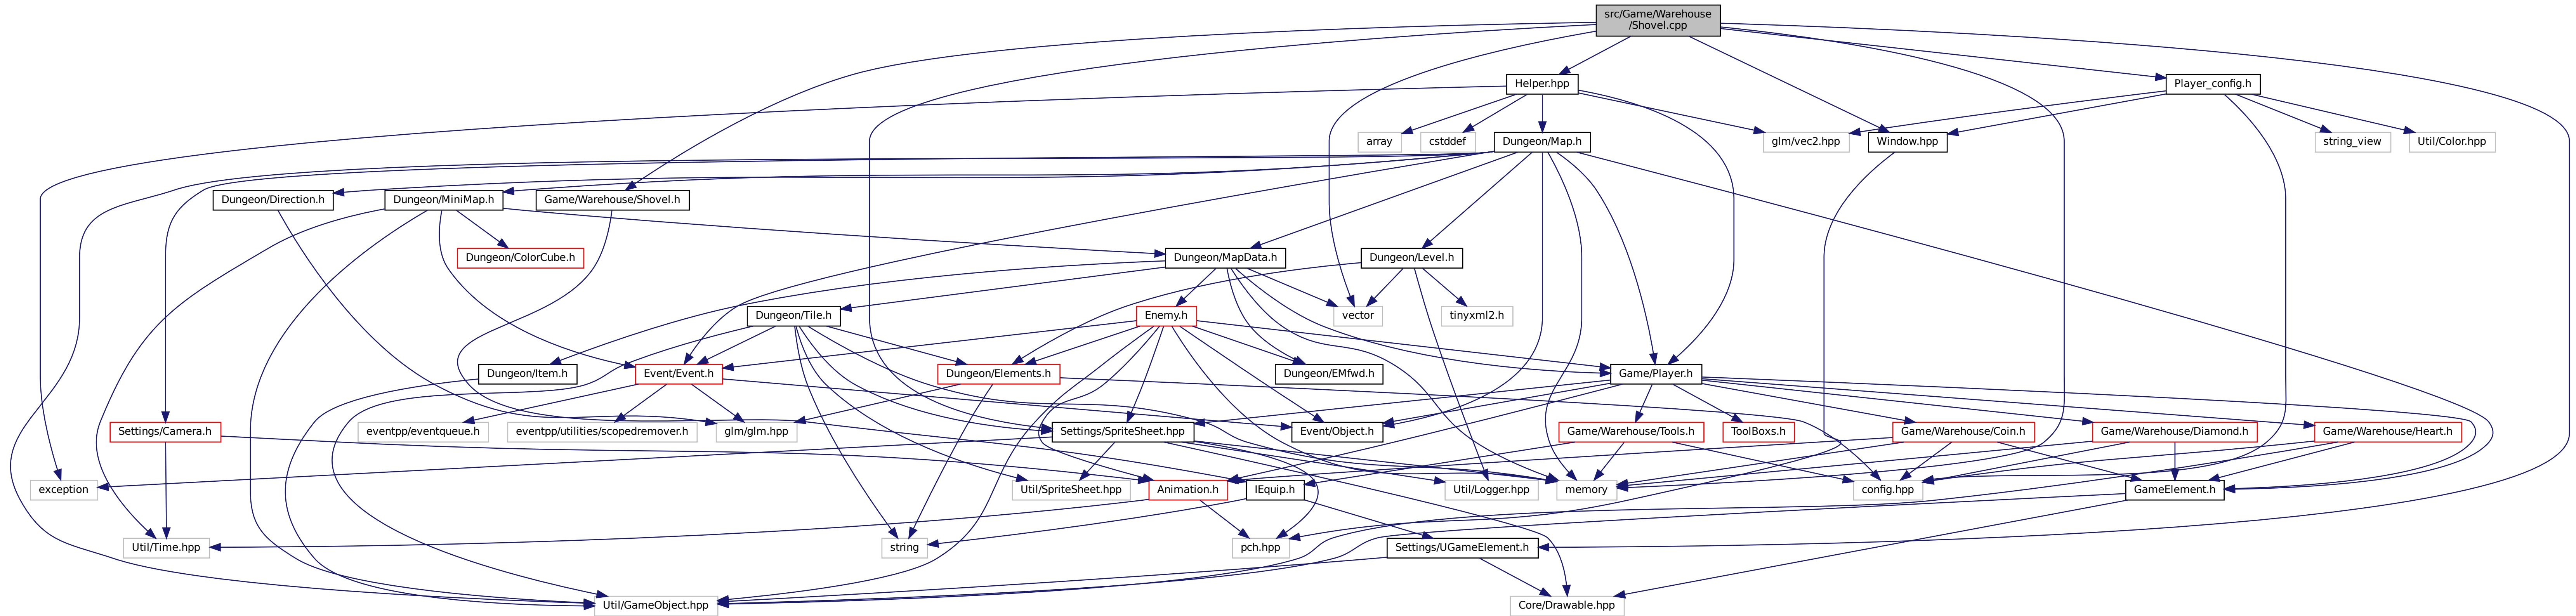 src/Game/Warehouse
/Shovel.cpp
Helper.hpp
Player_config.h
array
cstddef
Dungeon/Map.h
glm/vec2.hpp
Window.hpp
string_view
Util/Color.hpp
Dungeon/Direction.h
Dungeon/MiniMap.h
Game/Warehouse/Shovel.h
Dungeon/ColorCube.h
Dungeon/MapData.h
Dungeon/Level.h
Dungeon/Tile.h
Enemy.h
vector
tinyxml2.h
Dungeon/Item.h
Event/Event.h
Dungeon/Elements.h
Dungeon/EMfwd.h
Game/Player.h
Settings/Camera.h
eventpp/eventqueue.h
eventpp/utilities/scopedremover.h
glm/glm.hpp
Settings/SpriteSheet.hpp
Event/Object.h
Game/Warehouse/Tools.h
ToolBoxs.h
Game/Warehouse/Coin.h
Game/Warehouse/Diamond.h
Game/Warehouse/Heart.h
exception
Util/SpriteSheet.hpp
Animation.h
IEquip.h
Util/Logger.hpp
memory
config.hpp
GameElement.h
Util/Time.hpp
string
pch.hpp
Settings/UGameElement.h
Util/GameObject.hpp
Core/Drawable.hpp